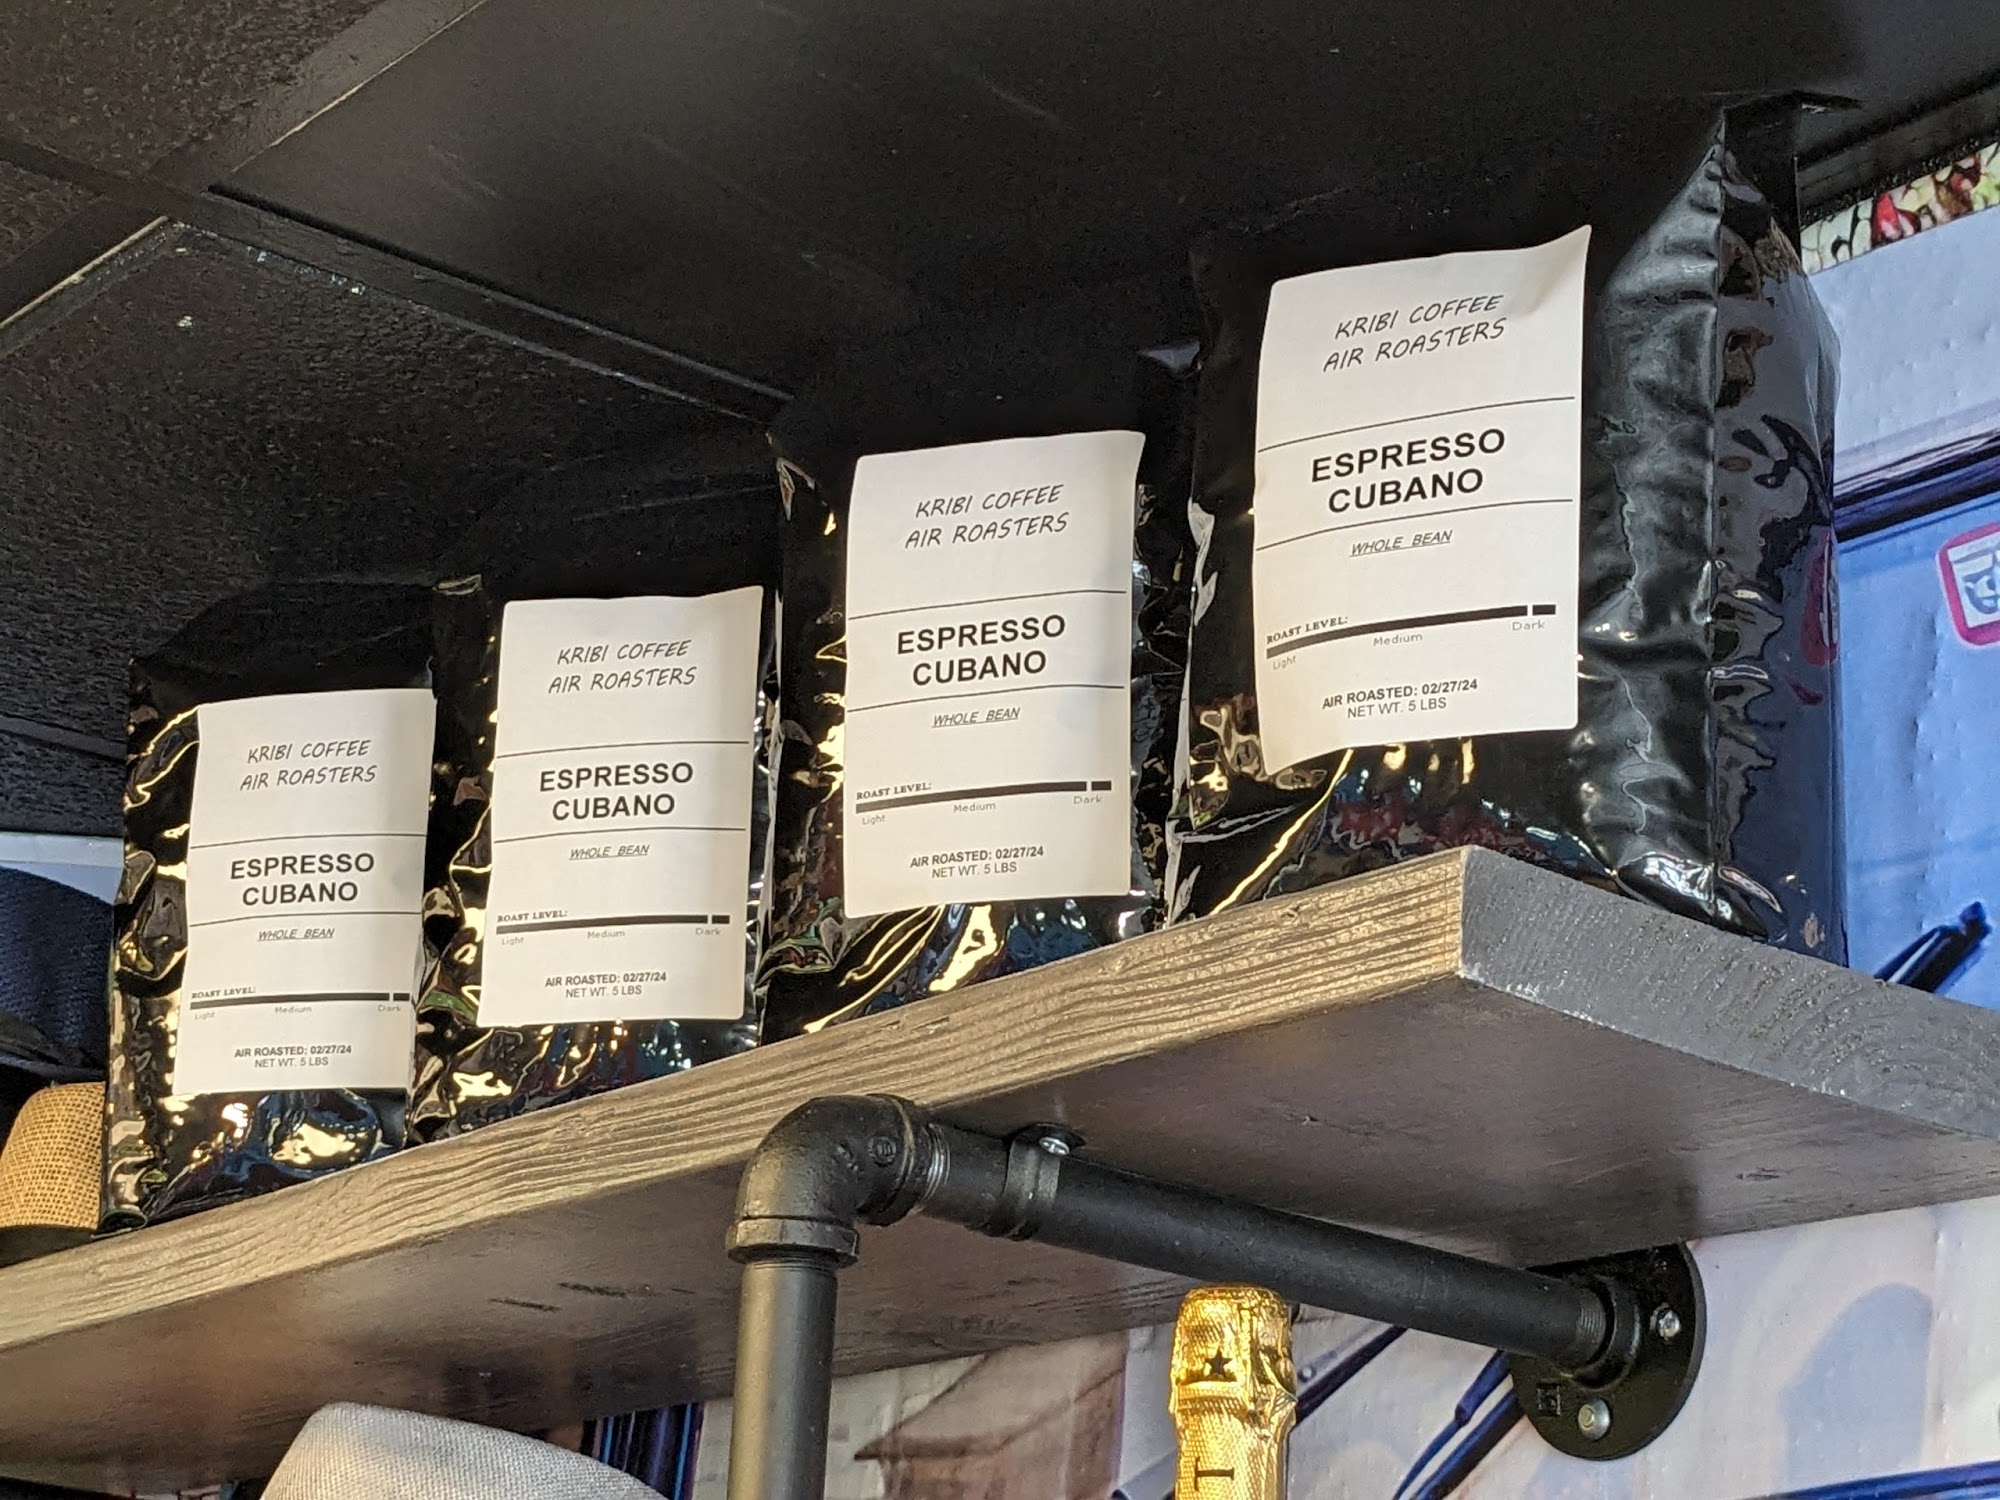 KRIBI COFFEE
AIR ROASTERS
ESPRESSO
CUBANO
WHOLE BEAN
ROAST LEVEL:
Light Medium Dark
AIR ROASTED: 02/27/24
NET WT. 5 LBS
KRIBI COFFEE
AIR ROASTERS
ESPRESSO
CUBANO
WHOLE BEAN
ROAST LEVEL:
Light Medium Dark
AIR ROASTED: 02/27/24
NET WT. 5 LBS
KRIBI COFFEE
AIR ROASTERS
ESPRESSO
CUBANO
WHOLE BEAN
ROAST LEVEL:
Light Medium Dark
AIR ROASTED: 02/27/24
NET WT. 5 LBS
KRIBI COFFEE
AIR ROASTERS
ESPRESSO
CUBANO
WHOLE BEAN
ROAST LEVEL:
Light Medium Dark
AIR ROASTED: 02/27/24
NET WT. 5 LBS
T